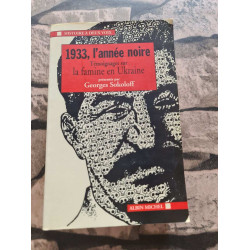 HISTOIRE À DEUX VOIX
1933, l'année noire
Témoignages sur
la famine en Ukraine
présentés par
Georges Sokoloff
ALBIN MICHEL